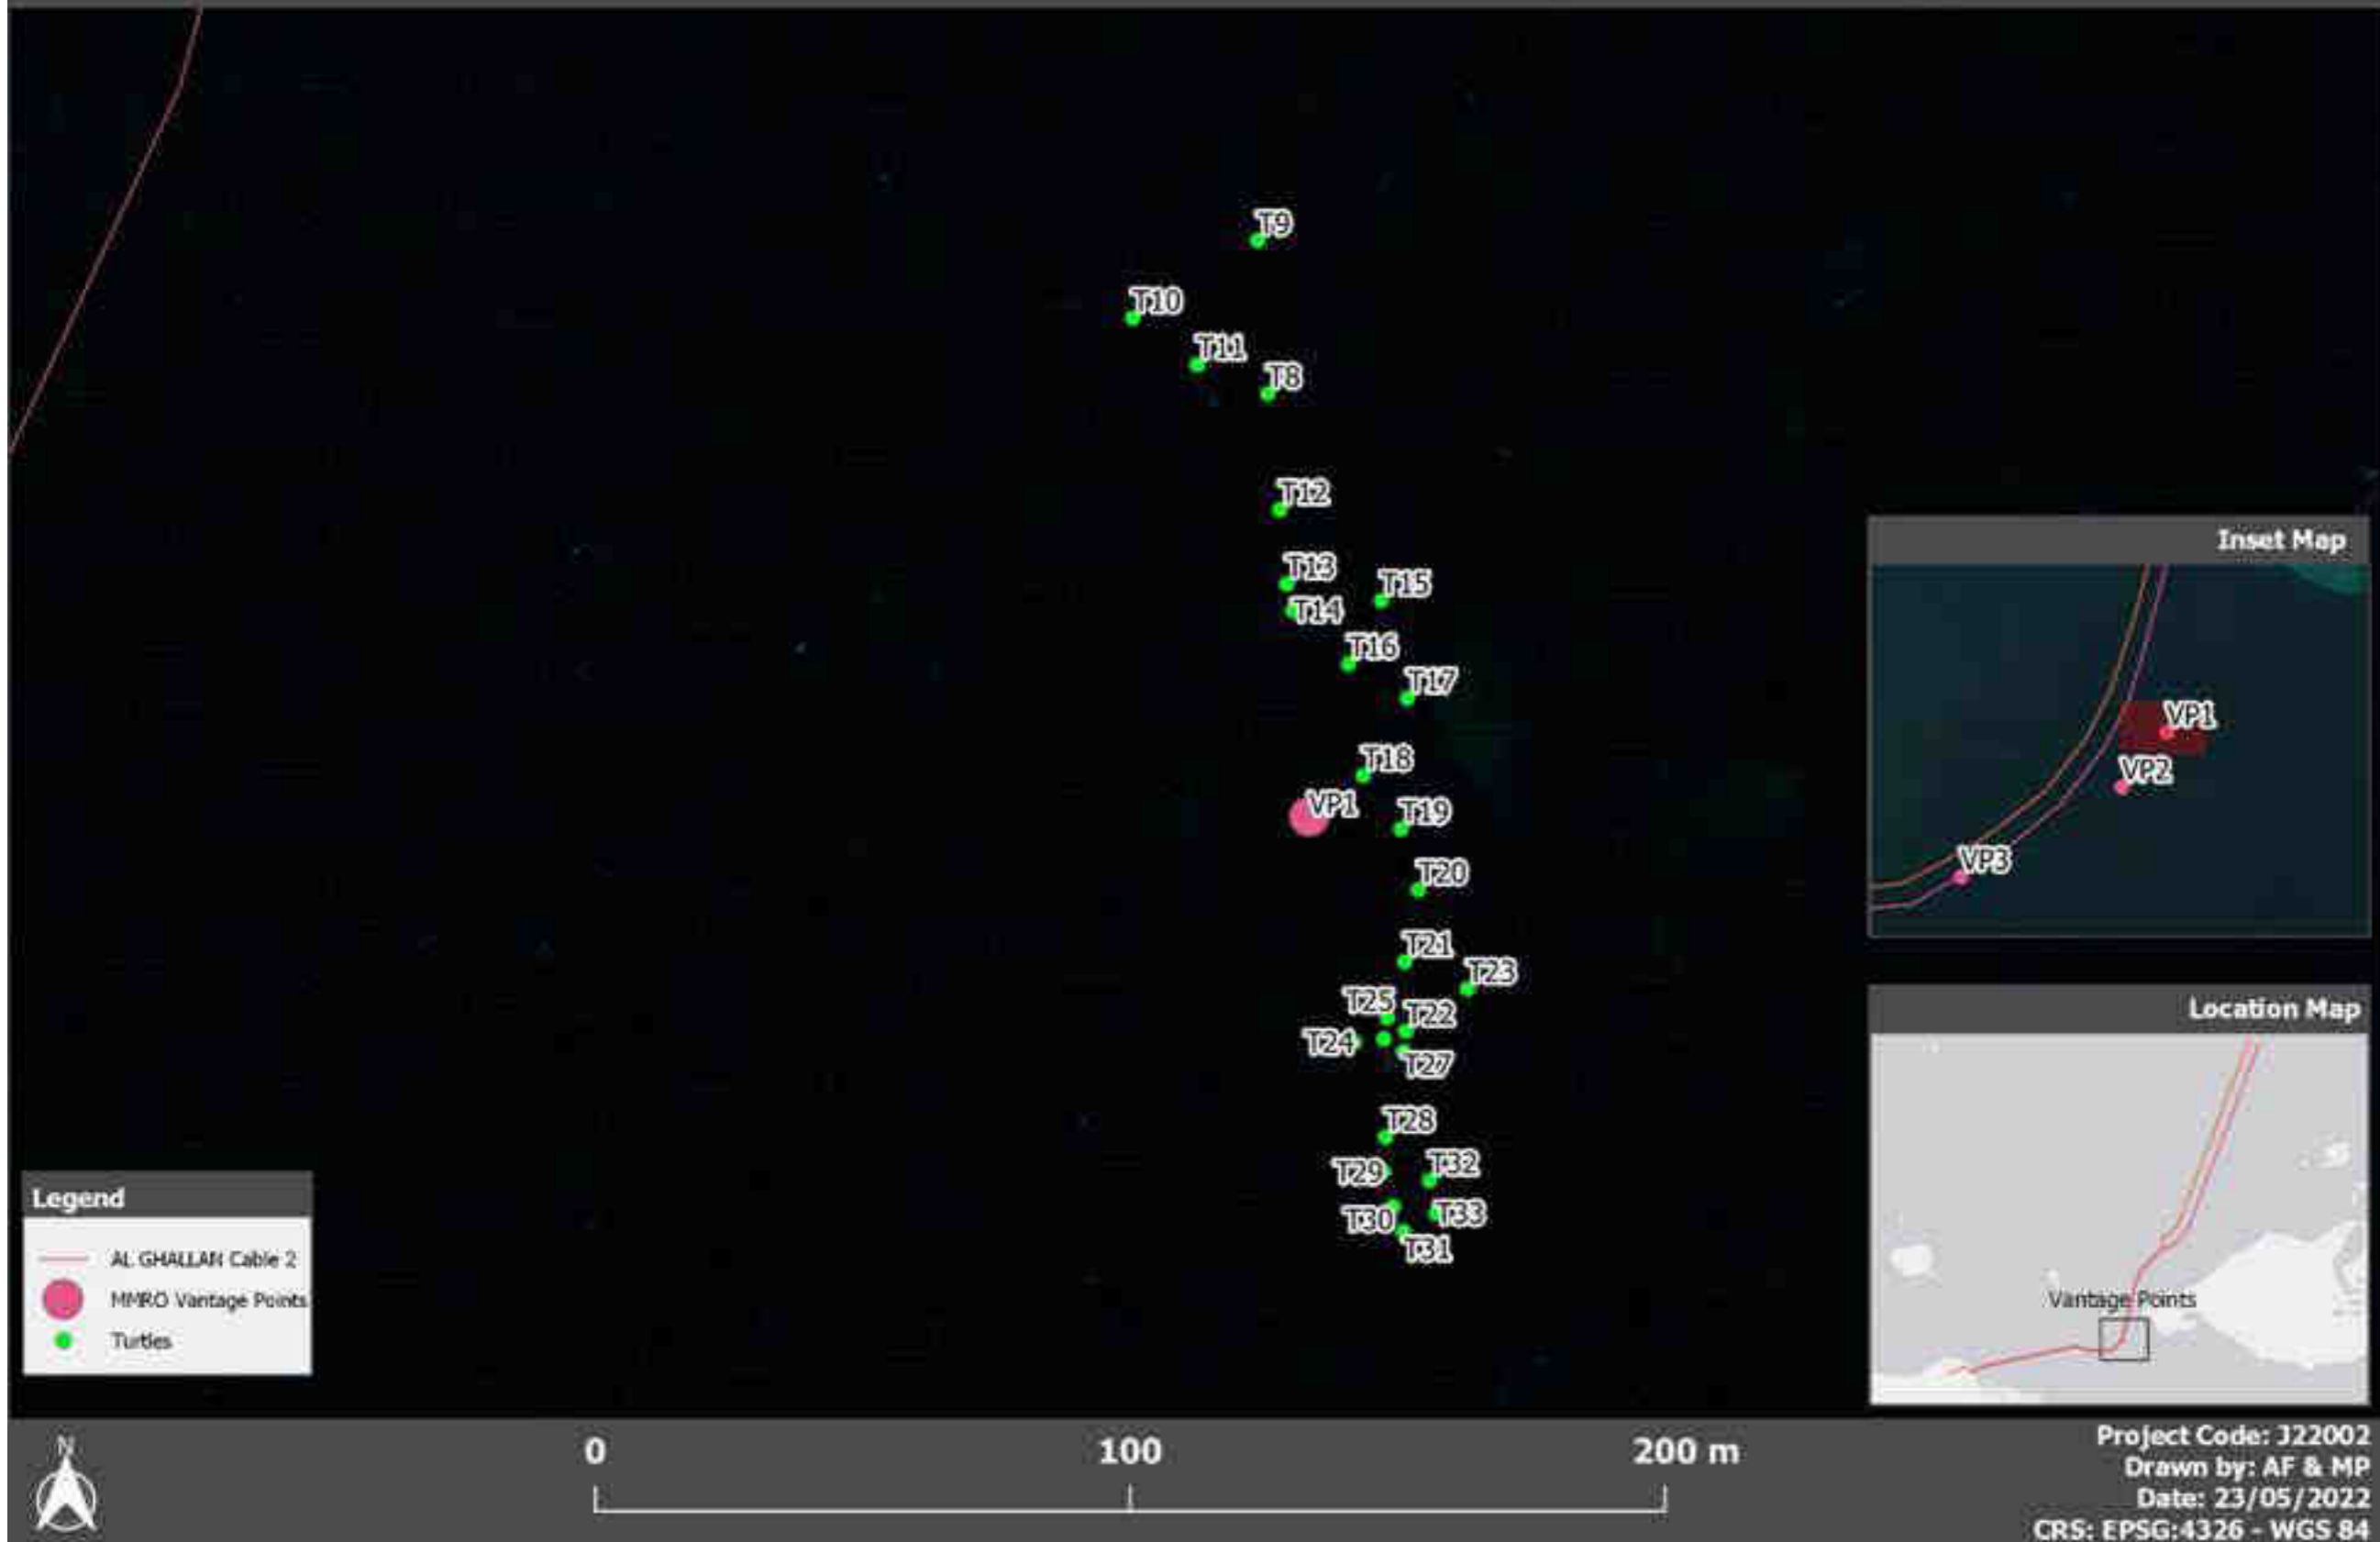 T9
T10
T11
T8
T12
T13
T15
T14
T16
T17
T18
VP1
T19
T20
T21
T23
T25
T22
T24
T27
T28
T29
T32
T30
T33
T31
Inset Map
VP1
VP2
VP3
Location Map
Vantage Points
Legend
AL GHALLAN Cable 2
MMRO Vantage Points
Turtles
N
0 100 200 m
Project Code: J22002
Drawn by: AF & MP
Date: 23/05/2022
CRS: EPSG:4326 - WGS 84